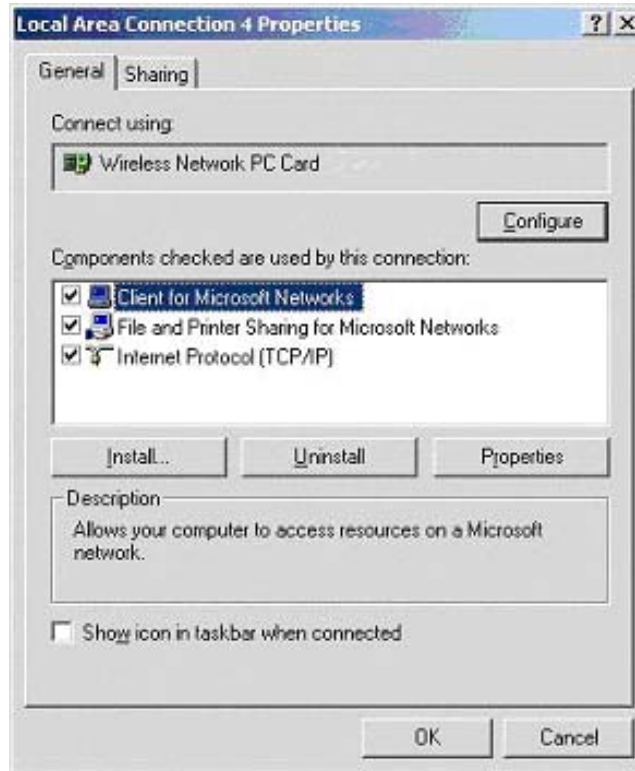 Local Area Connection 4 Properties
General
Sharing
Connect using:
Wireless Network PC Card
Configure
Components checked are used by this connection:
Client for Microsoft Networks
File and Printer Sharing for Microsoft Networks
Internet Protocol (TCP/IP)
Install...
Uninstall
Properties
Description
Allows your computer to access resources on a Microsoft
network.
Show icon in taskbar when connected
OK
Cancel